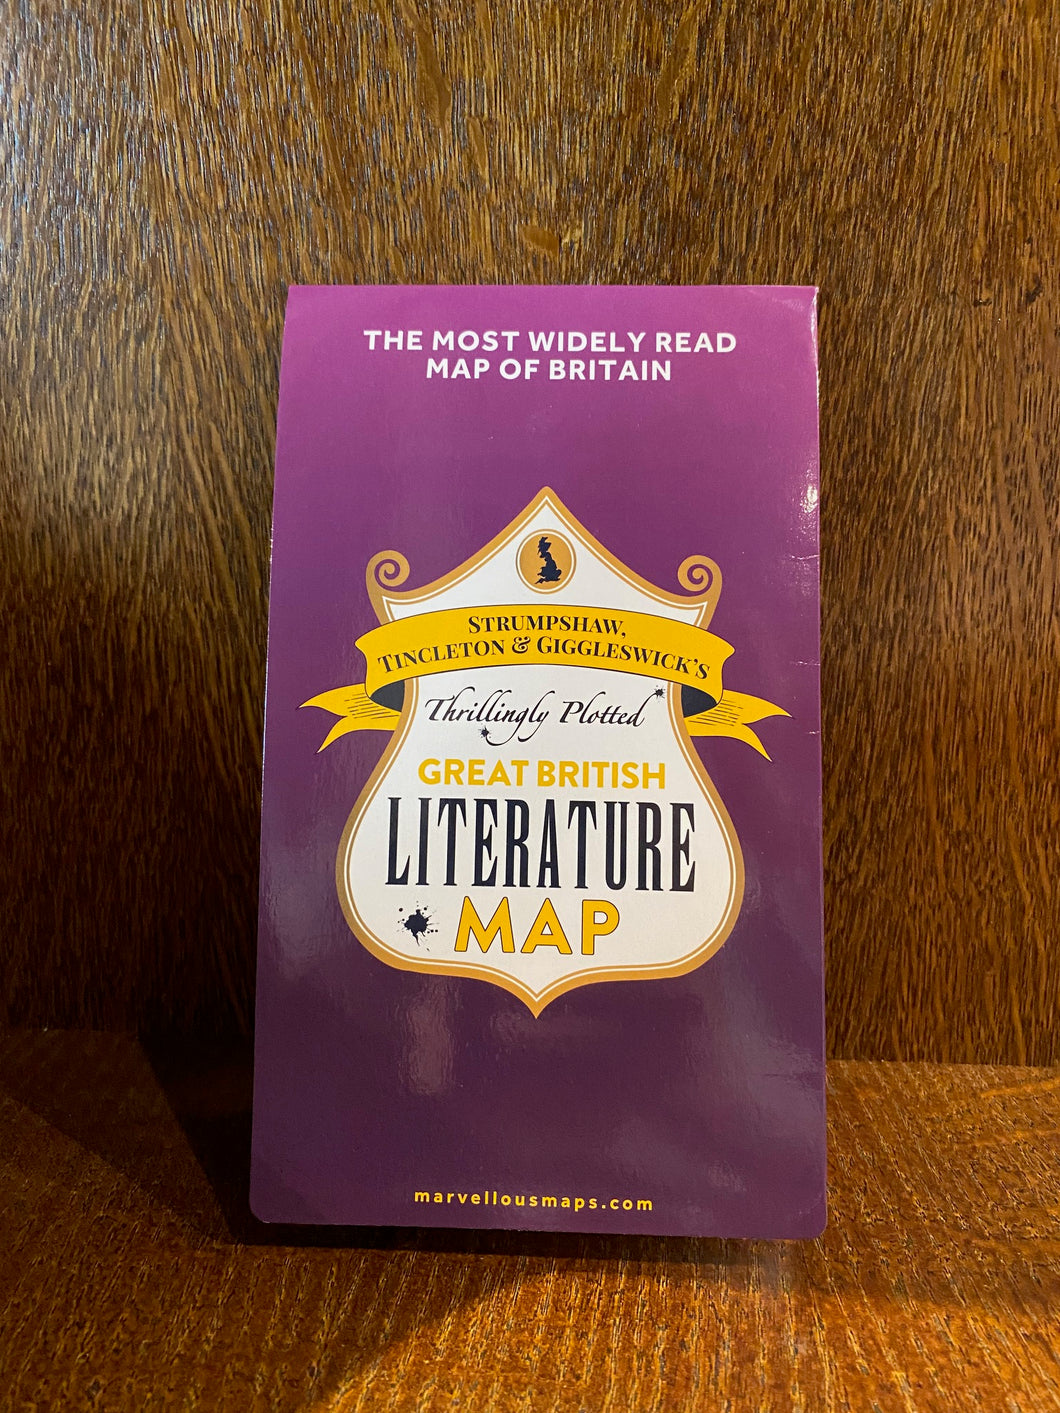 THE MOST WIDELY READ
MAP OF BRITAIN
STRUMPSHAW,
TINCLETON & GIGGLESWICK'S
Thrillingly Plotted
GREAT BRITISH
LITERATURE
MAP
marvellousmaps.com